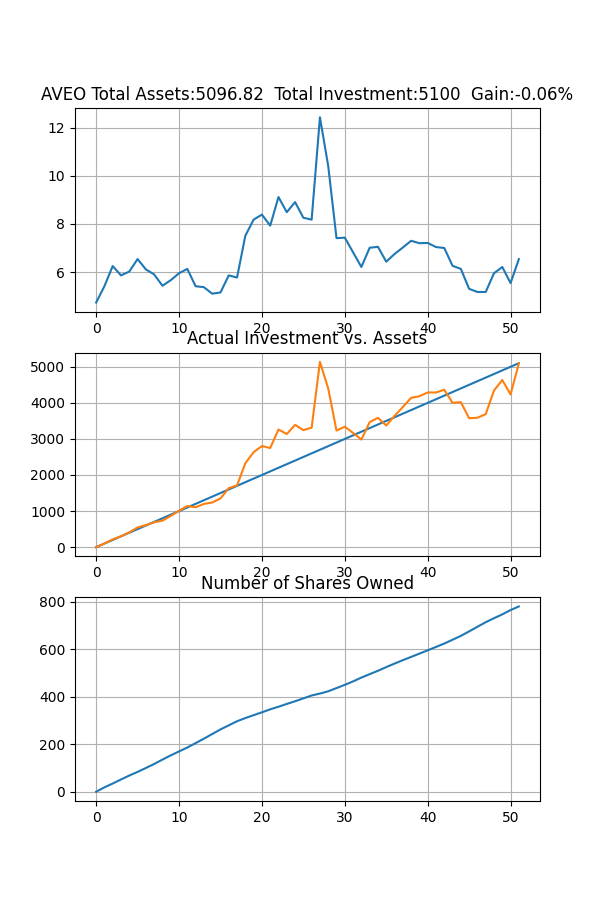 AVEO Total Assets:5096.82  Total Investment:5100  Gain:-0.06%
12
10
8
6
0 10 20 30 40 50
Actual Investment vs. Assets
5000
4000
3000
2000
1000
0
0 10 20 30 40 50
Number of Shares Owned
800
600
400
200
0
0 10 20 30 40 50